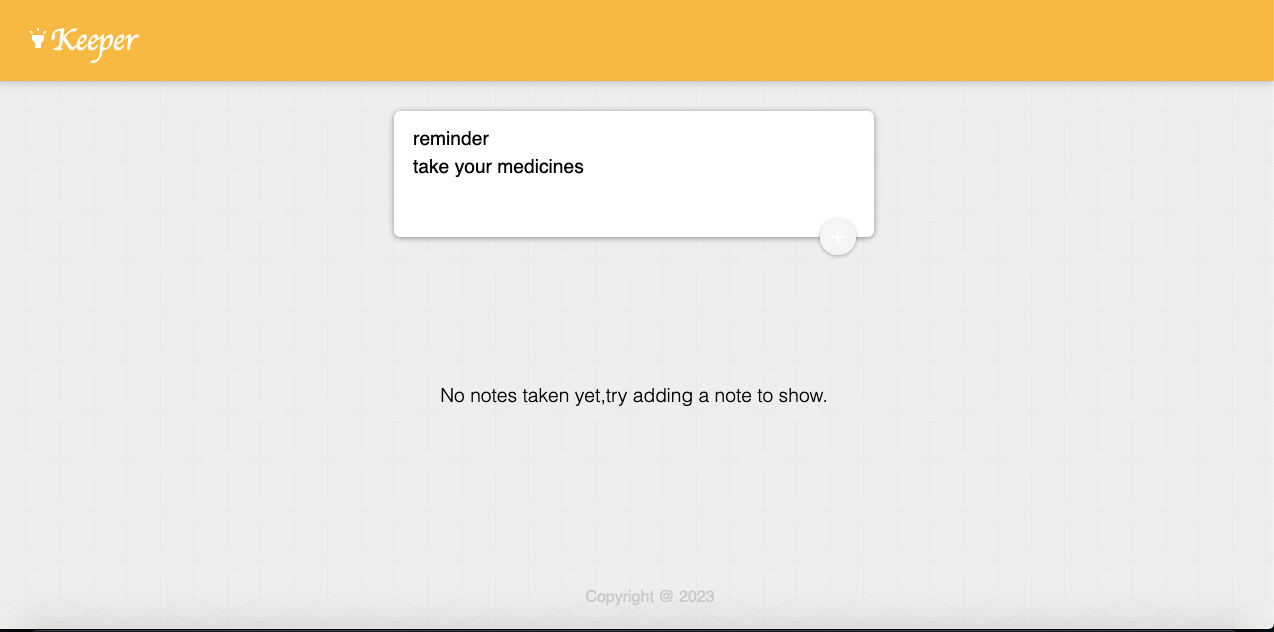 Keeper
reminder
take your medicines
+
No notes taken yet,try adding a note to show.
Copyright @ 2023